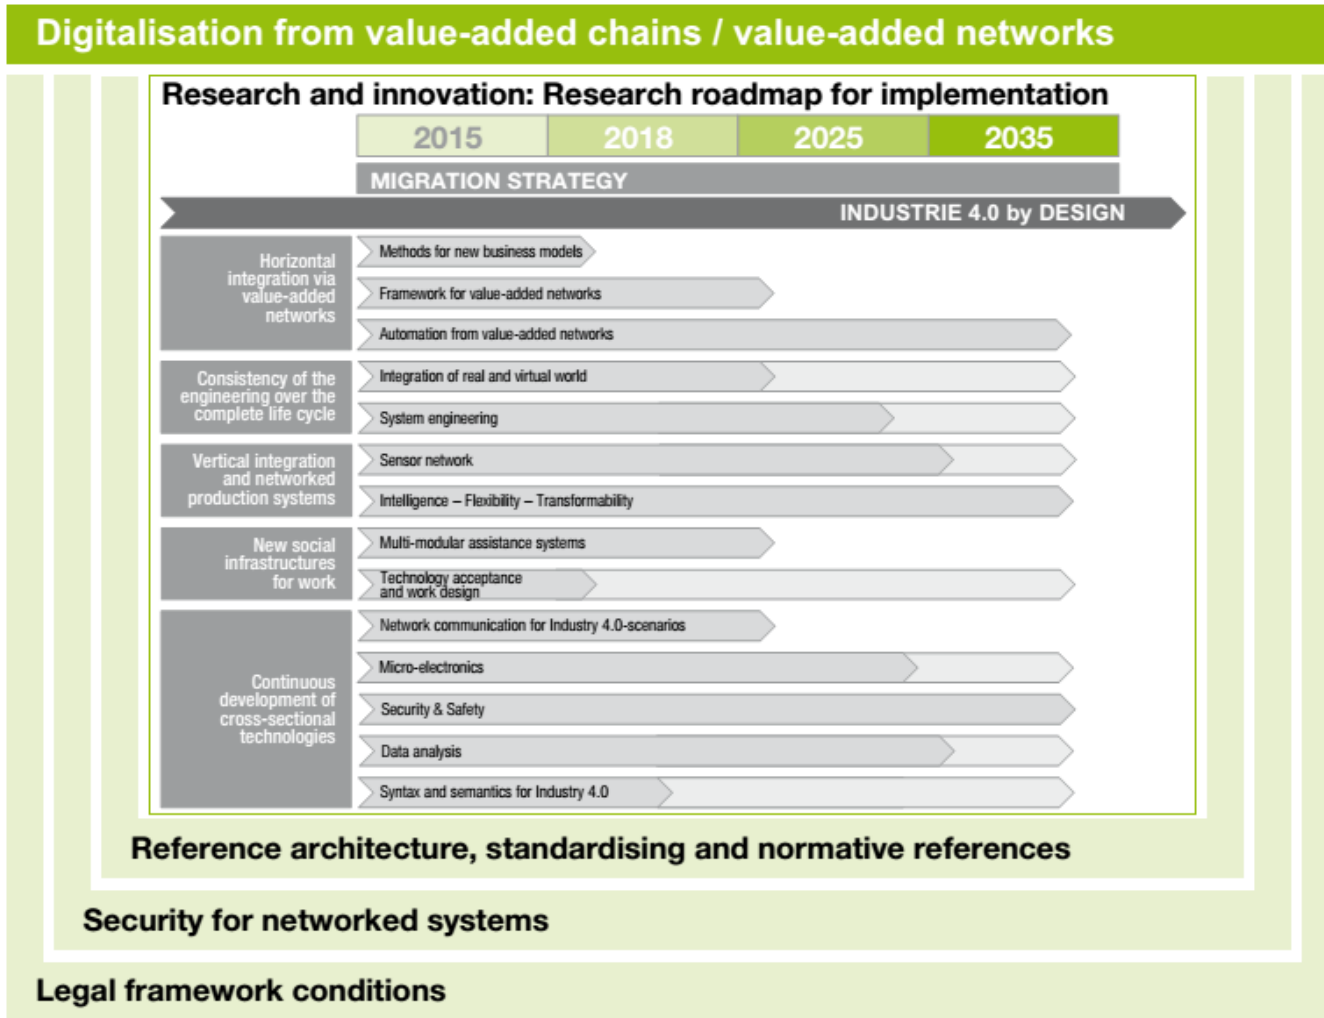 Digitalisation from value-added chains / value-added networks
Research and innovation: Research roadmap for implementation
2015 2018 2025 2035
MIGRATION STRATEGY
INDUSTRIE 4.0 by DESIGN
Horizontal
integration via
value-added
networks
Methods for new business models
Framework for value-added networks
Automation from value-added networks
Consistency of the
engineering over the
complete life cycle
Integration of real and virtual world
System engineering
Vertical integration
and networked
production systems
Sensor network
Intelligence – Flexibility – Transformability
New social
infrastructures
for work
Multi-modular assistance systems
Technology acceptance
and work design
Continuous
development of
cross-sectional
technologies
Network communication for Industry 4.0-scenarios
Micro-electronics
Security & Safety
Data analysis
Syntax and semantics for Industry 4.0
Reference architecture, standardising and normative references
Security for networked systems
Legal framework conditions